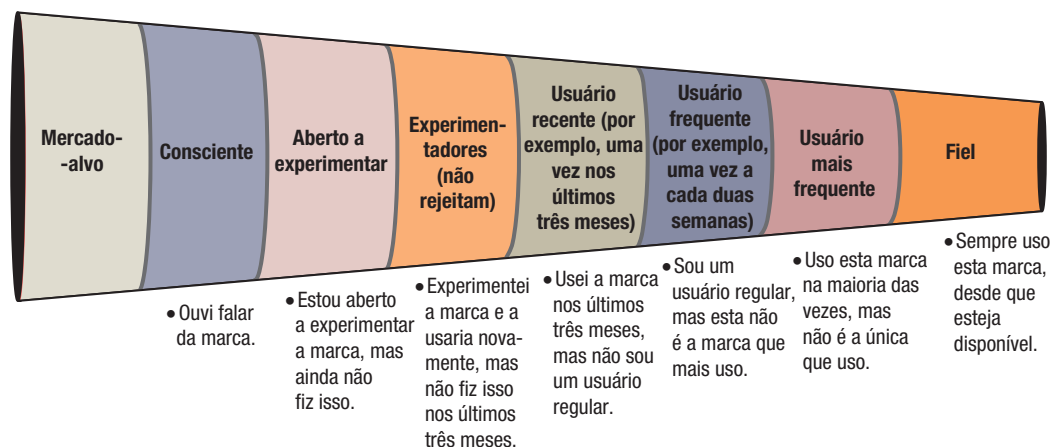 Mercado-
-alvo
Consciente
Aberto a
experimentar
Experimen-
tadores
(não
rejeitam)
Usuário
recente (por
exemplo, uma
vez nos
últimos
três meses)
Usuário
frequente
(por exemplo,
uma vez a
cada duas
semanas)
Usuário
mais
frequente
Fiel
• Ouvi falar
da marca.
• Estou aberto
a experimentar
a marca, mas
ainda não
fiz isso.
• Experimentei
a marca e a
usaria nova-
mente, mas
não fiz isso
nos últimos
três meses.
• Usei a marca
nos últimos
três meses,
mas não sou
um usuário
regular.
• Sou um
usuário regular,
mas esta não
é a marca que
mais uso.
• Uso esta marca
na maioria das
vezes, mas
não é a única
que uso.
• Sempre uso
esta marca,
desde que
esteja
disponível.